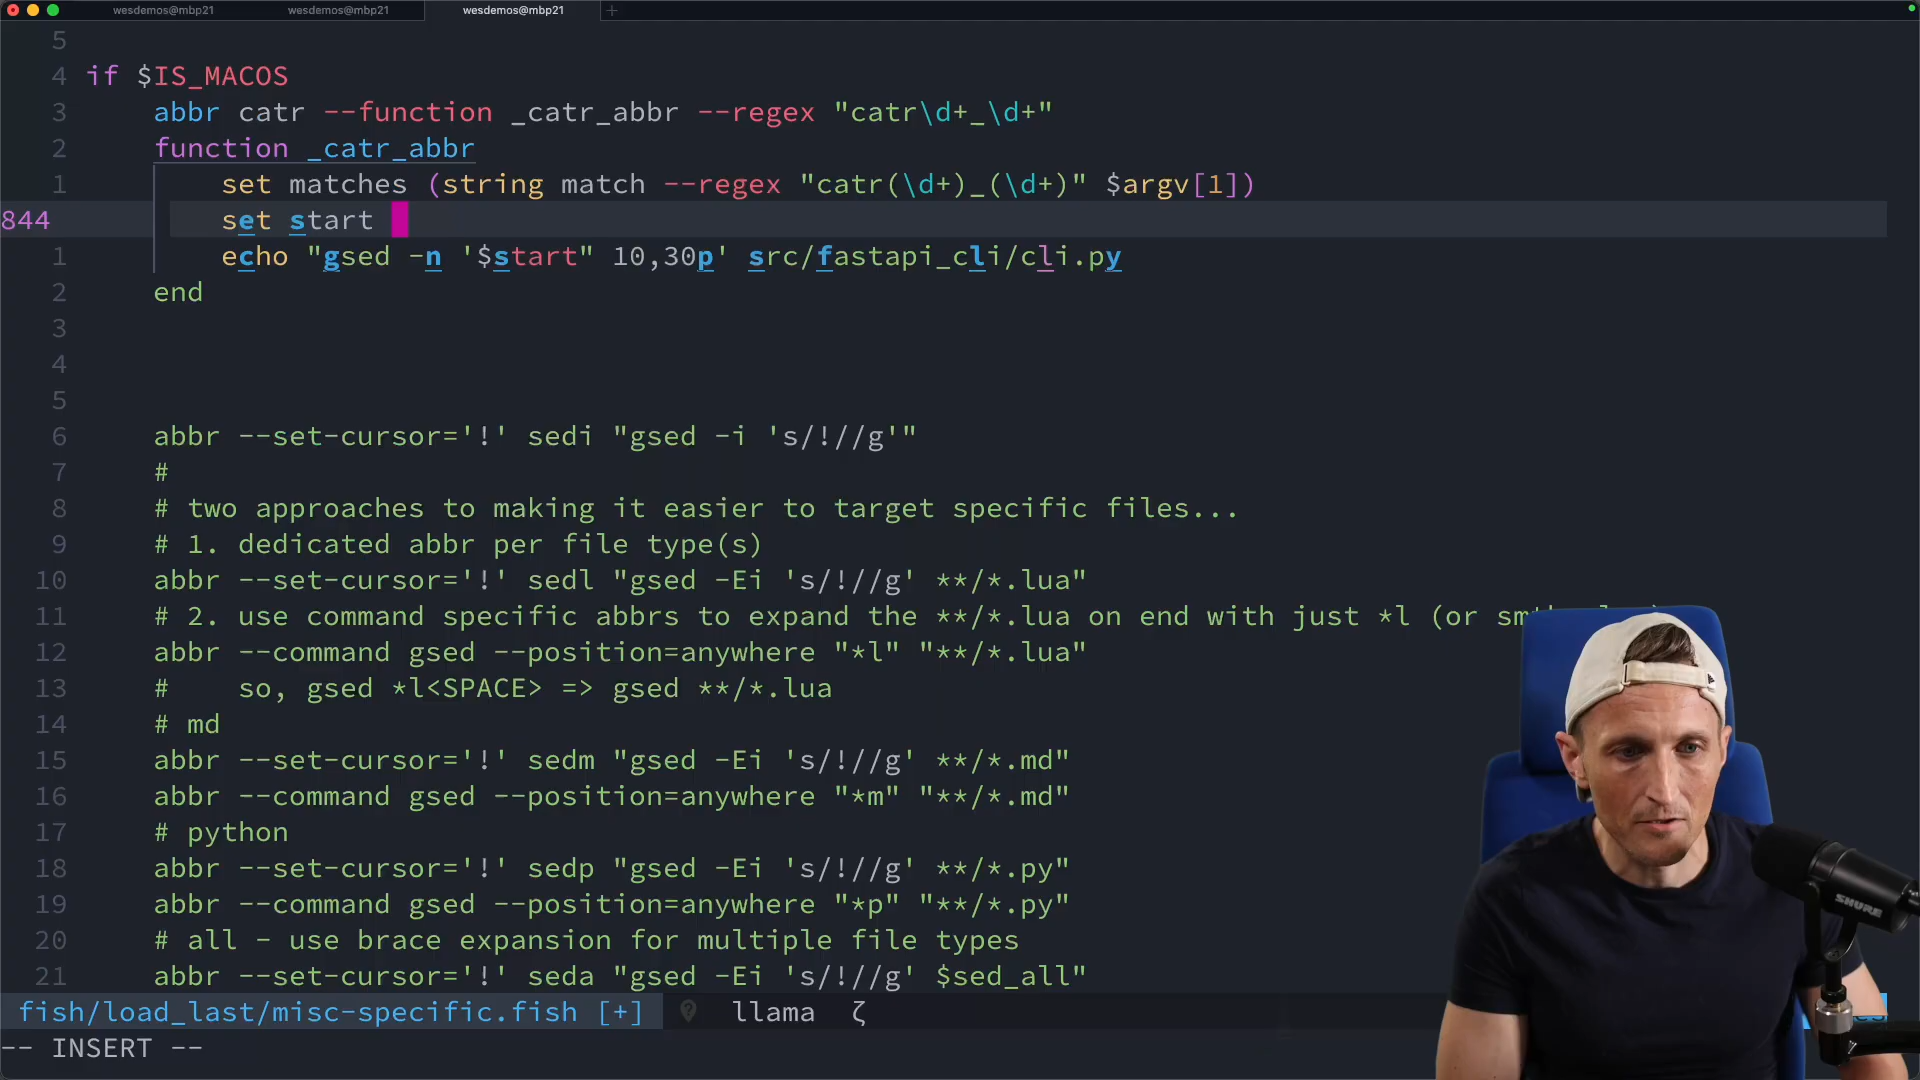 wesdemos@mbp21 wesdemos@mbp21 wesdemos@mbp21 +
5
4 if $IS_MACOS
3 abbr catr --function _catr_abbr --regex "catr\d+_\d+"
2 function _catr_abbr
1 set matches (string match --regex "catr(\d+)_(\d+)" $argv[1])
844 set start
1 echo "gsed -n '$start" 10,30p' src/fastapi_cli/cli.py
2 end
3
4
5
6 abbr --set-cursor='!' sedi "gsed -i 's/!//g'"
7 #
8 # two approaches to making it easier to target specific files...
9 # 1. dedicated abbr per file type(s)
10 abbr --set-cursor='!' sedl "gsed -Ei 's/!//g' **/*.lua"
11 # 2. use command specific abbrs to expand the **/*.lua on end with just *l (or
12 abbr --command gsed --position=anywhere "*l" "**/*.lua"
13 # so, gsed *l<SPACE> => gsed **/*.lua
14 # md
15 abbr --set-cursor='!' sedm "gsed -Ei 's/!//g' **/*.md"
16 abbr --command gsed --position=anywhere "*m" "**/*.md"
17 # python
18 abbr --set-cursor='!' sedp "gsed -Ei 's/!//g' **/*.py"
19 abbr --command gsed --position=anywhere "*p" "**/*.py"
20 # all - use brace expansion for multiple file types
21 abbr --set-cursor='!' seda "gsed -Ei 's/!//g' $sed_all"
fish/load_last/misc-specific.fish [+] llama ζ
-- INSERT --
SHURE